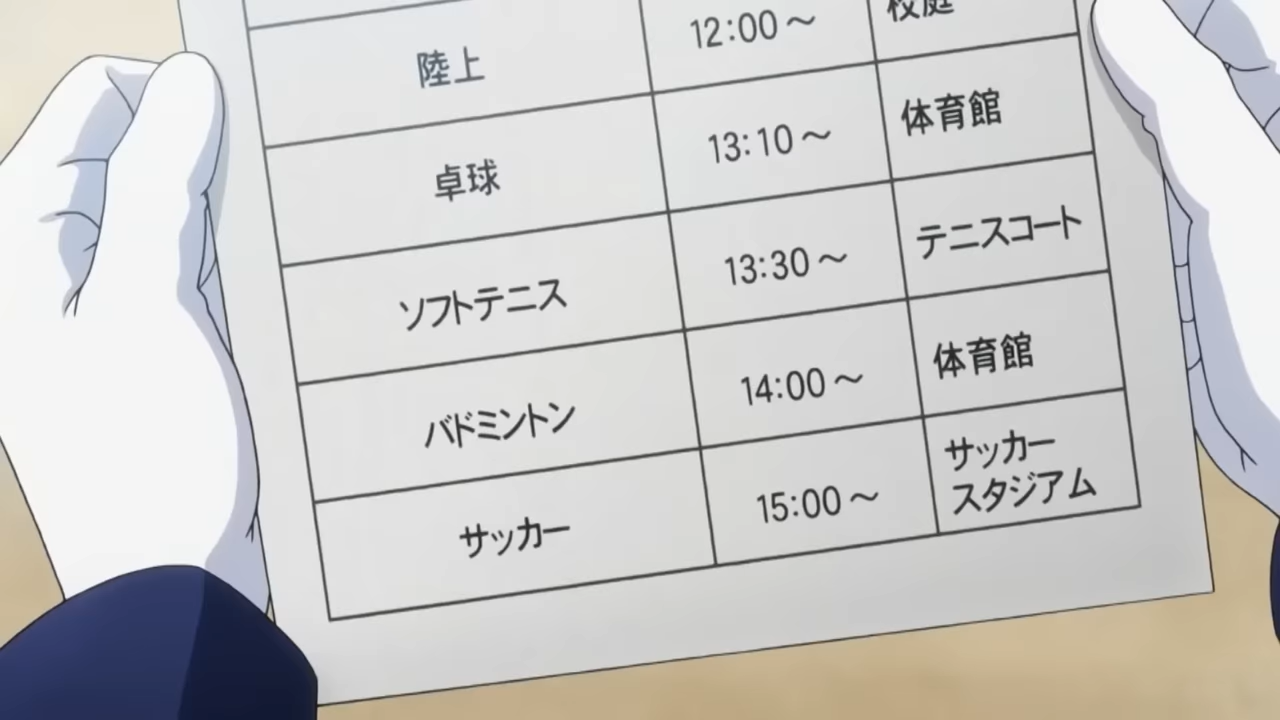 陸上 12:00～ 校庭
卓球 13:10～ 体育館
ソフトテニス 13:30～ テニスコート
バドミントン 14:00～ 体育館
サッカー 15:00～ サッカー
スタジアム